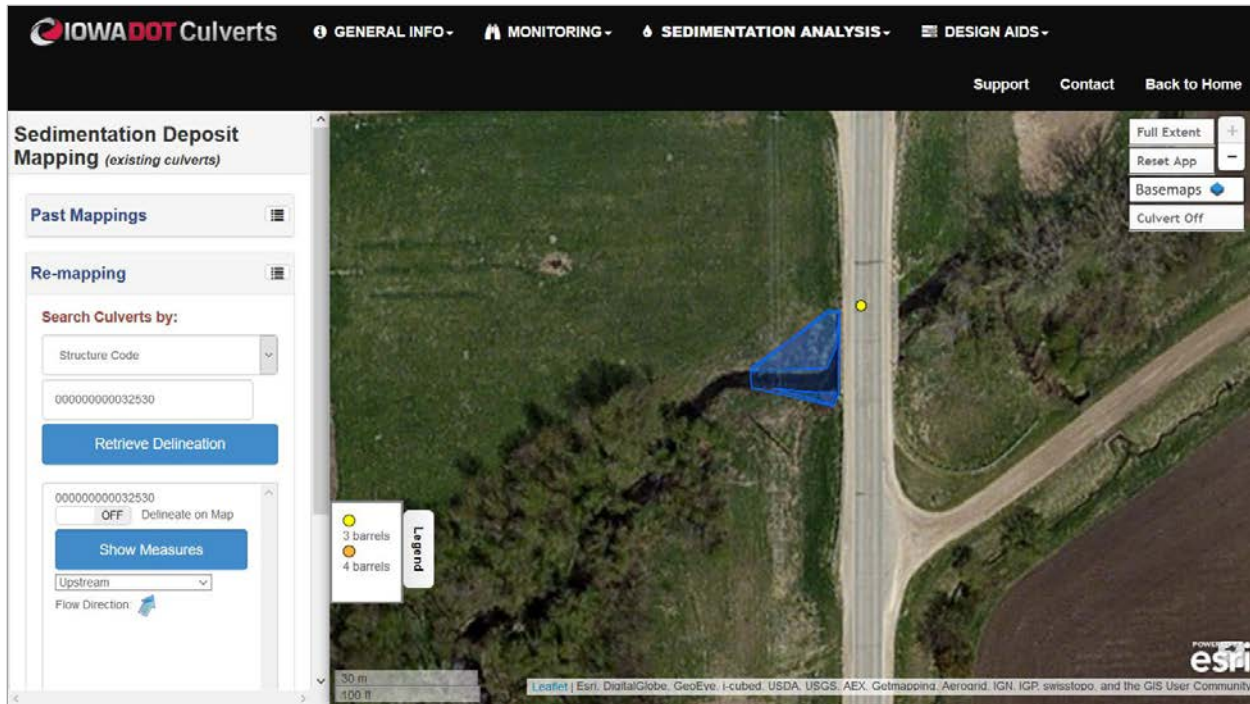 IOWADOT Culverts
GENERAL INFO
MONITORING
SEDIMENTATION ANALYSIS
DESIGN AIDS
Support
Contact
Back to Home
Sedimentation Deposit
Mapping (existing culverts)
Past Mappings
Re-mapping
Search Culverts by:
Structure Code
000000000032530
Retrieve Delineation
000000000032530
OFF Delineate on Map
Show Measures
Upstream
Flow Direction:
Full Extent
+
Reset App
-
Basemaps
Culvert Off
3 barrels
4 barrels
Legend
30 m
100 ft
POWERED BY
esri
Leaflet | Esri, DigitalGlobe, GeoEye, i-cubed, USDA, USGS, AEX, Getmapping, Aerogrid, IGN, IGP, swisstopo, and the GIS User Community